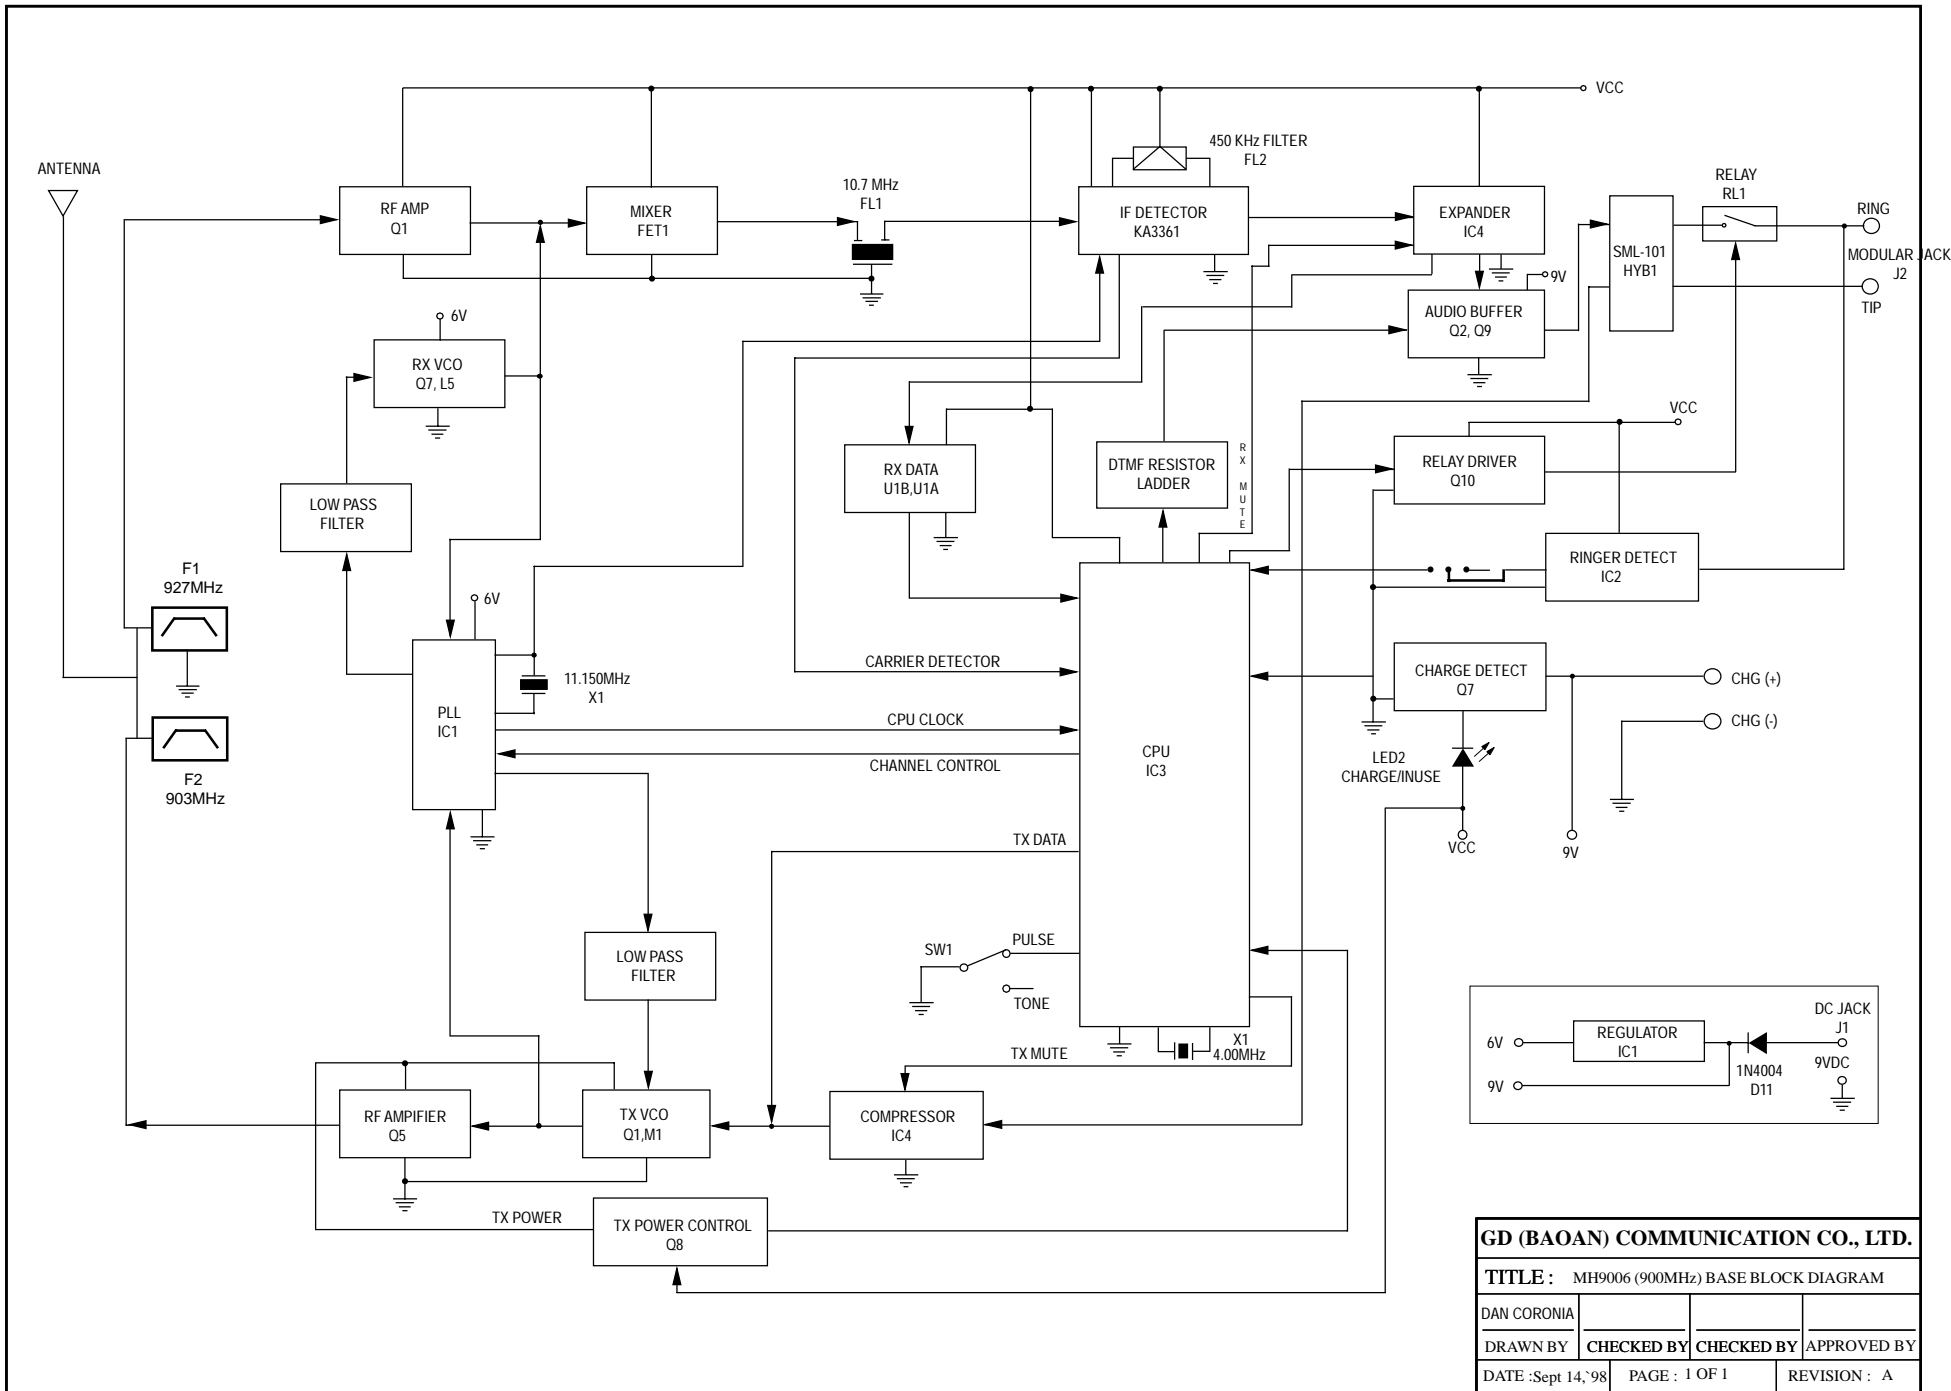 VCC
450 KHz FILTER
FL2
ANTENNA
10.7 MHz
FL1
RELAY
RL1
RF AMP
Q1
MIXER
FET1
IF DETECTOR
KA3361
EXPANDER
IC4
RING
SML-101
HYB1
MODULAR JACK
J2
TIP
9V
AUDIO BUFFER
Q2, Q9
6V
RX VCO
Q7, L5
VCC
RX DATA
U1B,U1A
DTMF RESISTOR
LADDER
RX MUTE
RELAY DRIVER
Q10
LOW PASS
FILTER
RINGER DETECT
IC2
F1
927MHz
6V
11.150MHz
X1
CARRIER DETECTOR
CHARGE DETECT
Q7
CHG (+)
PLL
IC1
CPU CLOCK
CHG (-)
CHANNEL CONTROL
CPU
IC3
LED2
CHARGE/INUSE
F2
903MHz
VCC
9V
TX DATA
LOW PASS
FILTER
SW1
PULSE
TONE
DC JACK
J1
6V
REGULATOR
IC1
9VDC
1N4004
D11
9V
X1
4.00MHz
TX MUTE
RF AMPIFIER
Q5
TX VCO
Q1,M1
COMPRESSOR
IC4
TX POWER
TX POWER CONTROL
Q8
GD (BAOAN) COMMUNICATION CO., LTD.
TITLE : MH9006 (900MHz) BASE BLOCK DIAGRAM
DAN CORONIA
DRAWN BY CHECKED BY CHECKED BY APPROVED BY
DATE :Sept 14,`98 PAGE : 1 OF 1 REVISION : A